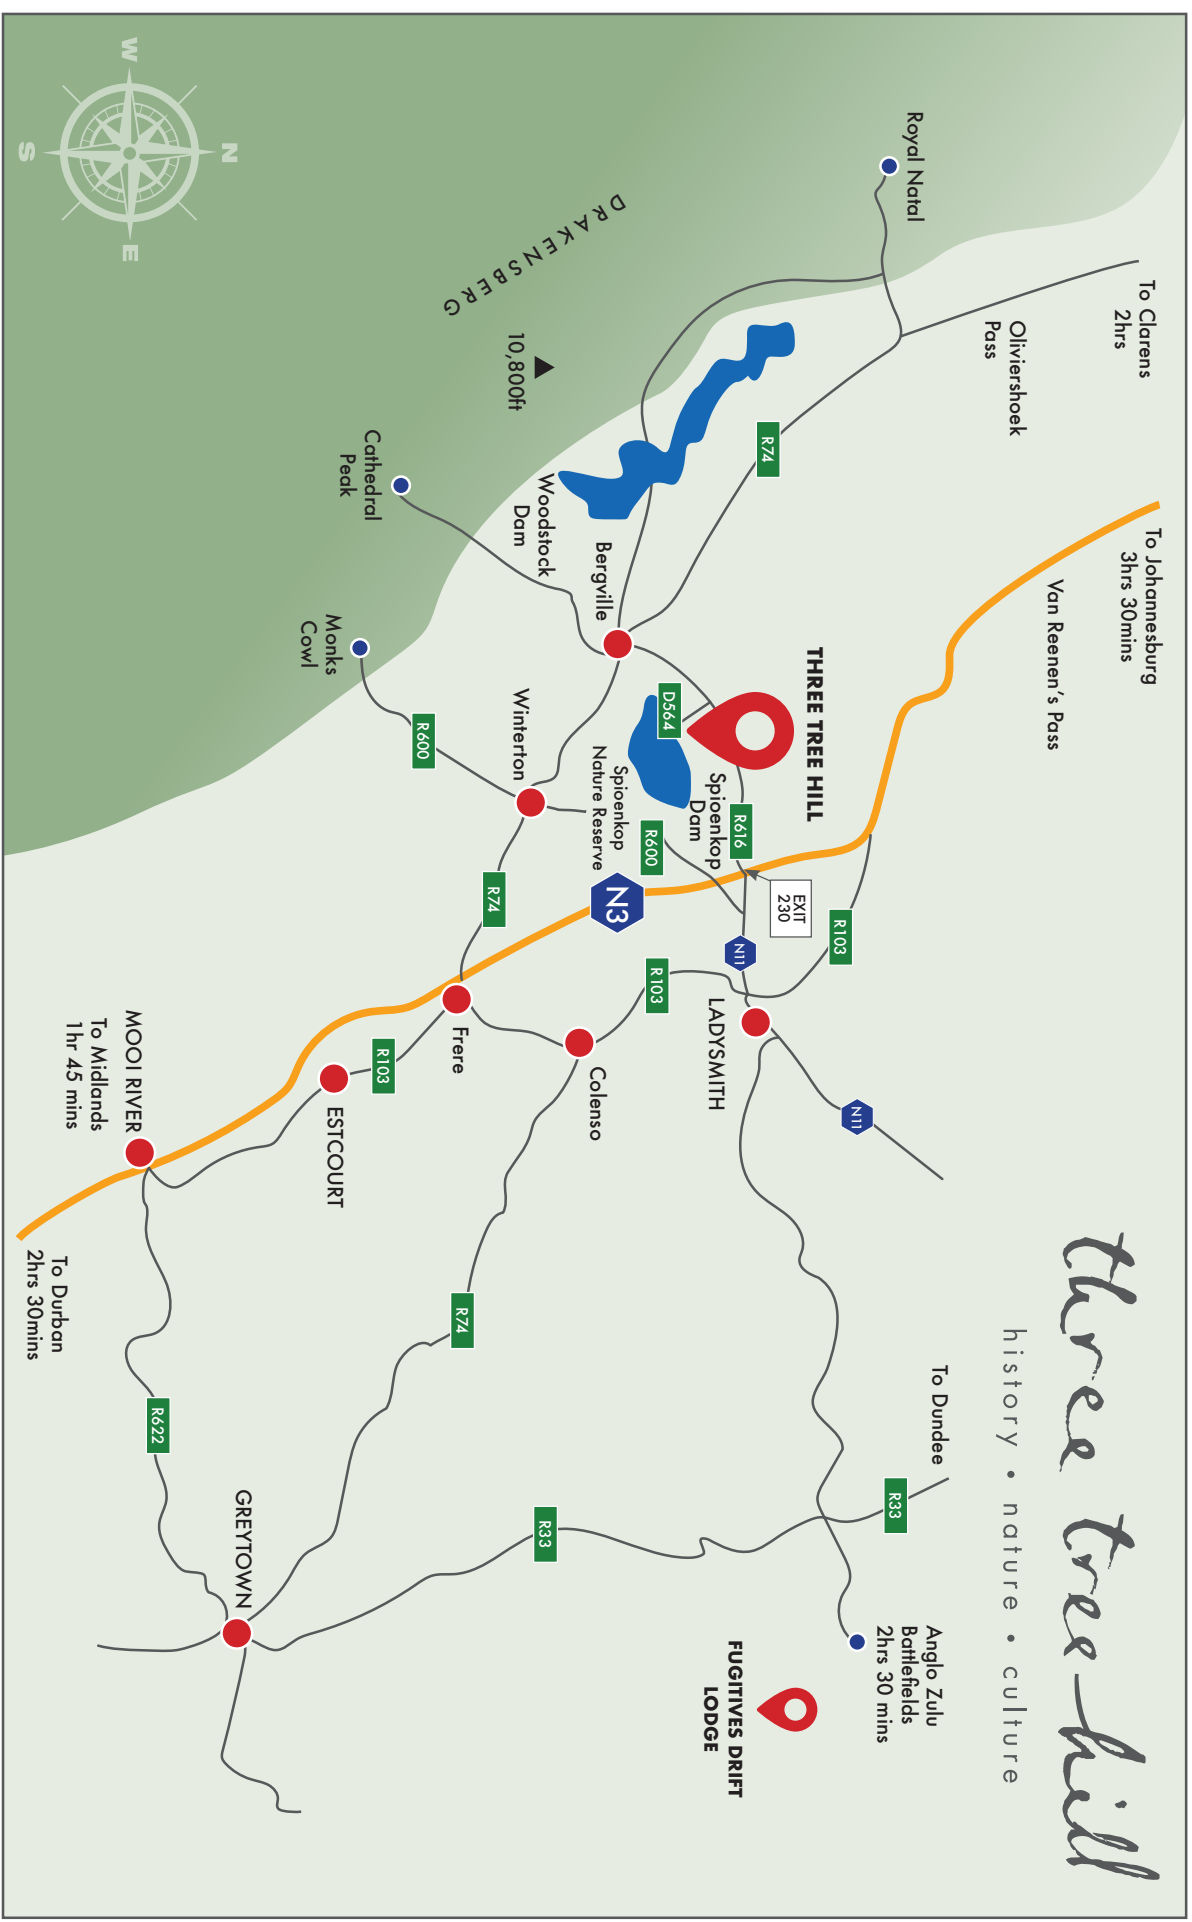 three tree hill
history • nature • culture
To Clarens
2hrs
To Johannesburg
3hrs 30mins
Oliviershoek
Pass
Van Reenen's Pass
Royal Natal
To Dundee
Anglo Zulu
Battlefields
2hrs 30 mins
R33
N11
R103
THREE TREE HILL
EXIT
230
R74
R616
N11
LADYSMITH
FUGITIVES DRIFT
LODGE
Spioenkop
Dam
D564
R600
R103
Spioenkop
Nature Reserve
N3
Bergville
Colenso
DRAKENSBERG
10,800ft
Woodstock
Dam
R33
Winterton
R74
Frere
R74
R600
R103
Cathedral
Peak
Monks
Cowl
ESTCOURT
GREYTOWN
R622
MOOI RIVER
To Midlands
1hr 45 mins
To Durban
2hrs 30mins
N
W
E
S